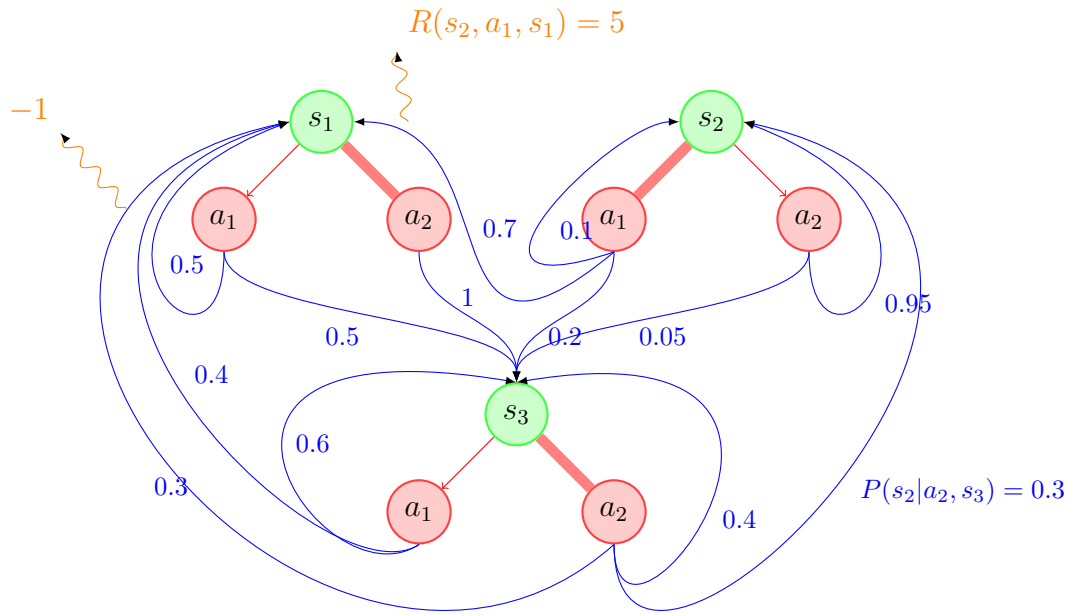 R(s₂, a₁, s₁) = 5
−1
s₁
s₂
a₁
a₂
a₁
a₂
0.7
0.1
0.5
1
0.95
0.5
0.2
0.05
0.4
s₃
0.6
0.3
a₁
a₂
P(s₂|a₂, s₃) = 0.3
0.4